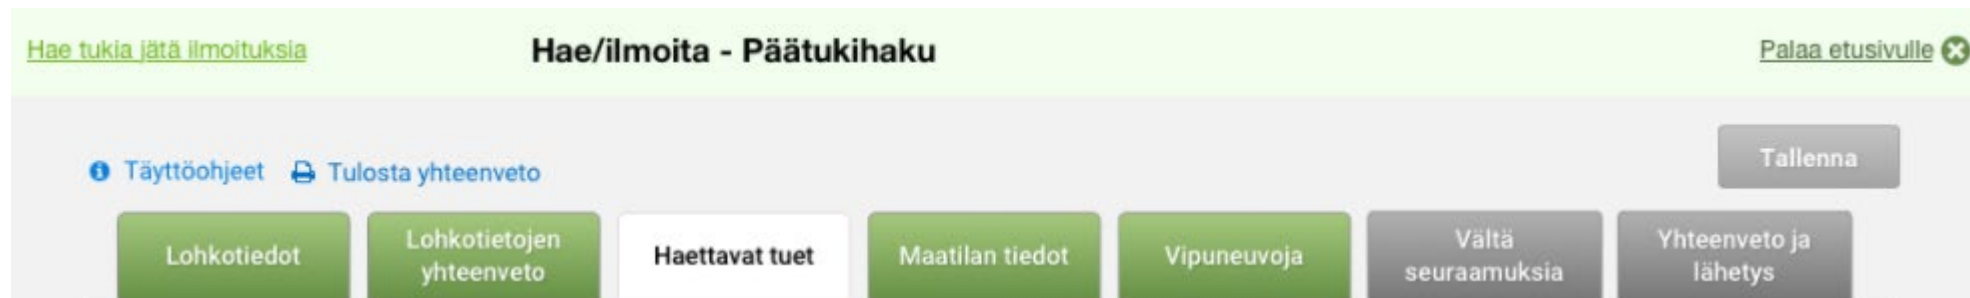 Hae tukia jätä ilmoituksia
Hae/ilmoita - Päätukihaku
Palaa etusivulle
Täyttöohjeet
Tulosta yhteenveto
Tallenna
Lohkotiedot
Lohkotietojen
yhteenveto
Haettavat tuet
Maatilan tiedot
Vipuneuvoja
Vältä
seuraamuksia
Yhteenveto ja
lähetys